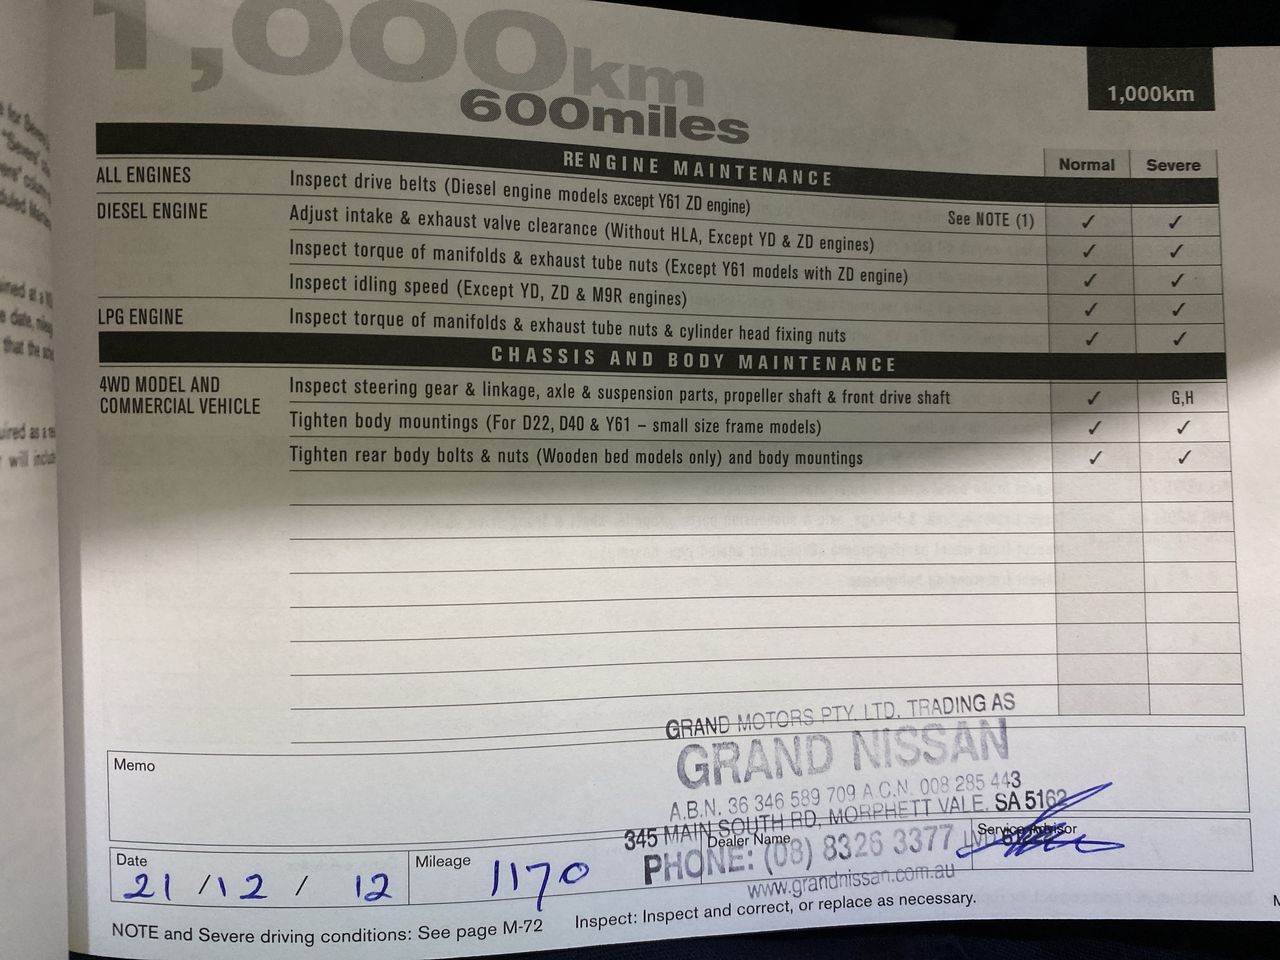 1,000km
600miles
1,000km
RENGINE MAINTENANCE
Normal Severe
ALL ENGINES Inspect drive belts (Diesel engine models except Y61 ZD engine) See NOTE (1) ✓ ✓
DIESEL ENGINE Adjust intake & exhaust valve clearance (Without HLA, Except YD & ZD engines) ✓ ✓
Inspect torque of manifolds & exhaust tube nuts (Except Y61 models with ZD engine) ✓ ✓
Inspect idling speed (Except YD, ZD & M9R engines) ✓ ✓
LPG ENGINE Inspect torque of manifolds & exhaust tube nuts & cylinder head fixing nuts ✓ ✓
CHASSIS AND BODY MAINTENANCE
4WD MODEL AND COMMERCIAL VEHICLE Inspect steering gear & linkage, axle & suspension parts, propeller shaft & front drive shaft ✓ G,H
Tighten body mountings (For D22, D40 & Y61 – small size frame models) ✓ ✓
Tighten rear body bolts & nuts (Wooden bed models only) and body mountings ✓ ✓
GRAND MOTORS PTY. LTD. TRADING AS
GRAND NISSAN
A.B.N. 36 346 589 709 A.C.N. 008 285 443
345 MAIN SOUTH RD, MORPHETT VALE, SA 5162
PHONE: (08) 8326 3377
www.grandnissan.com.au
Memo
Date 21/12/12
Mileage 1170
Dealer Name
Service Advisor
NOTE and Severe driving conditions: See page M-72 Inspect: Inspect and correct, or replace as necessary.